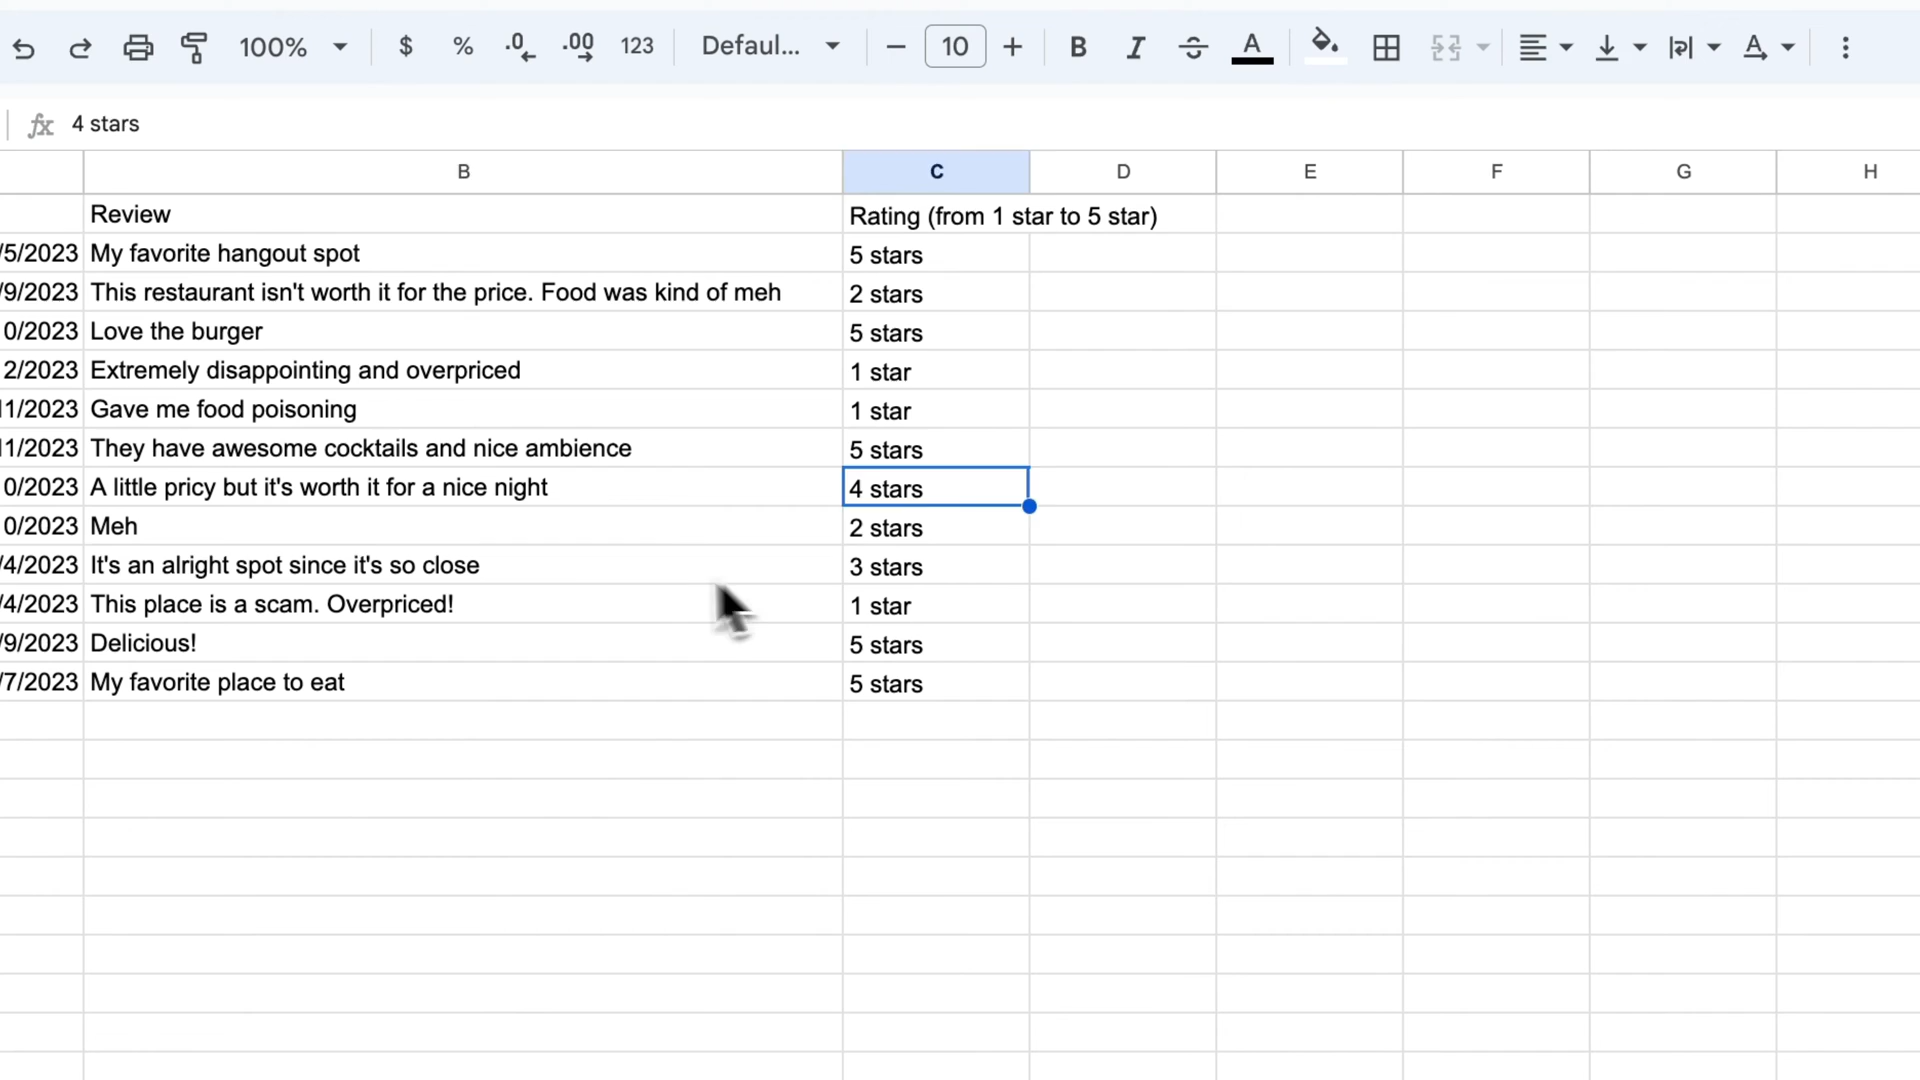 100% $ % .0 .00 123 Defaul... 10 B I S A A
fx 4 stars
B C D E F G H
Review Rating (from 1 star to 5 star)
/5/2023 My favorite hangout spot 5 stars
/9/2023 This restaurant isn't worth it for the price. Food was kind of meh 2 stars
0/2023 Love the burger 5 stars
2/2023 Extremely disappointing and overpriced 1 star
11/2023 Gave me food poisoning 1 star
11/2023 They have awesome cocktails and nice ambience 5 stars
0/2023 A little pricy but it's worth it for a nice night 4 stars
0/2023 Meh 2 stars
/4/2023 It's an alright spot since it's so close 3 stars
/4/2023 This place is a scam. Overpriced! 1 star
/9/2023 Delicious! 5 stars
/7/2023 My favorite place to eat 5 stars